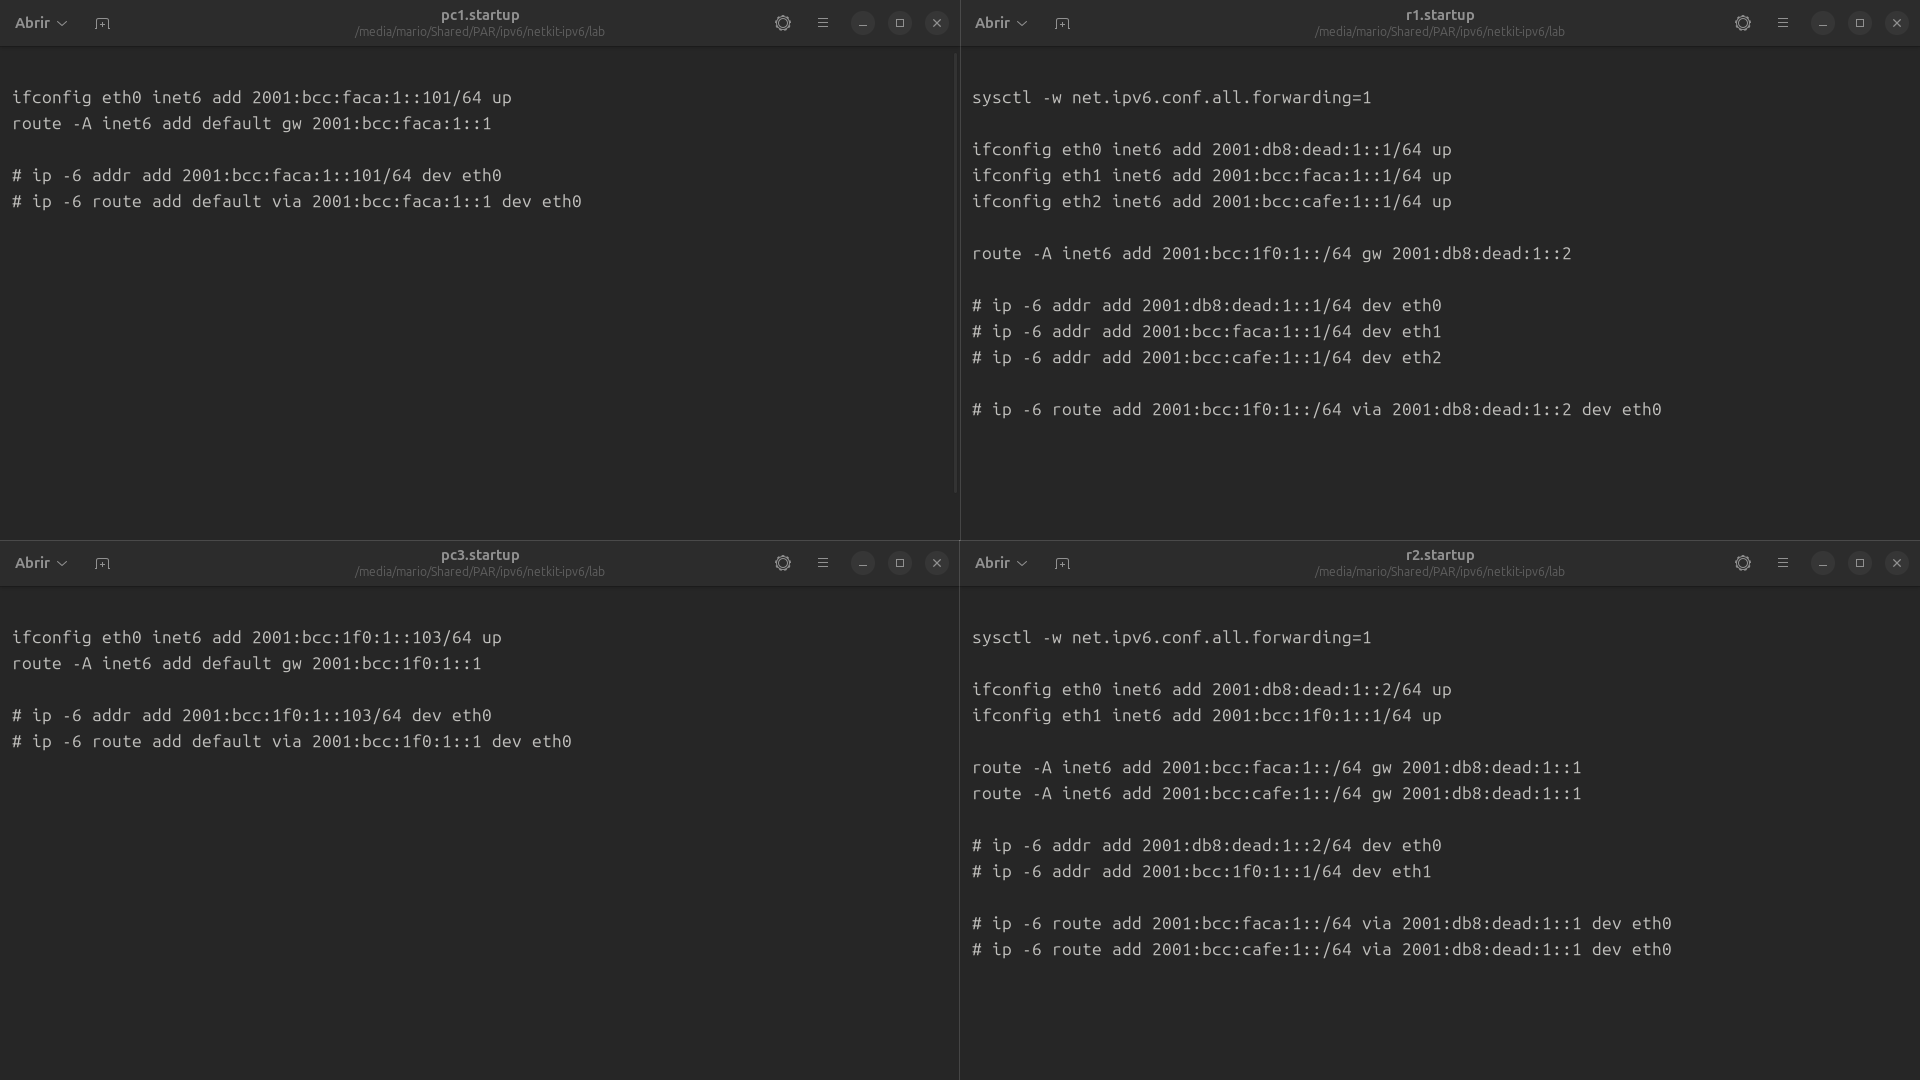 Abrir
pc1.startup
/media/mario/Shared/PAR/ipv6/netkit-ipv6/lab
ifconfig eth0 inet6 add 2001:bcc:faca:1::101/64 up
route -A inet6 add default gw 2001:bcc:faca:1::1
# ip -6 addr add 2001:bcc:faca:1::101/64 dev eth0
# ip -6 route add default via 2001:bcc:faca:1::1 dev eth0
Abrir
r1.startup
/media/mario/Shared/PAR/ipv6/netkit-ipv6/lab
sysctl -w net.ipv6.conf.all.forwarding=1
ifconfig eth0 inet6 add 2001:db8:dead:1::1/64 up
ifconfig eth1 inet6 add 2001:bcc:faca:1::1/64 up
ifconfig eth2 inet6 add 2001:bcc:cafe:1::1/64 up
route -A inet6 add 2001:bcc:1f0:1::/64 gw 2001:db8:dead:1::2
# ip -6 addr add 2001:db8:dead:1::1/64 dev eth0
# ip -6 addr add 2001:bcc:faca:1::1/64 dev eth1
# ip -6 addr add 2001:bcc:cafe:1::1/64 dev eth2
# ip -6 route add 2001:bcc:1f0:1::/64 via 2001:db8:dead:1::2 dev eth0
Abrir
pc3.startup
/media/mario/Shared/PAR/ipv6/netkit-ipv6/lab
ifconfig eth0 inet6 add 2001:bcc:1f0:1::103/64 up
route -A inet6 add default gw 2001:bcc:1f0:1::1
# ip -6 addr add 2001:bcc:1f0:1::103/64 dev eth0
# ip -6 route add default via 2001:bcc:1f0:1::1 dev eth0
Abrir
r2.startup
/media/mario/Shared/PAR/ipv6/netkit-ipv6/lab
sysctl -w net.ipv6.conf.all.forwarding=1
ifconfig eth0 inet6 add 2001:db8:dead:1::2/64 up
ifconfig eth1 inet6 add 2001:bcc:1f0:1::1/64 up
route -A inet6 add 2001:bcc:faca:1::/64 gw 2001:db8:dead:1::1
route -A inet6 add 2001:bcc:cafe:1::/64 gw 2001:db8:dead:1::1
# ip -6 addr add 2001:db8:dead:1::2/64 dev eth0
# ip -6 addr add 2001:bcc:1f0:1::1/64 dev eth1
# ip -6 route add 2001:bcc:faca:1::/64 via 2001:db8:dead:1::1 dev eth0
# ip -6 route add 2001:bcc:cafe:1::/64 via 2001:db8:dead:1::1 dev eth0